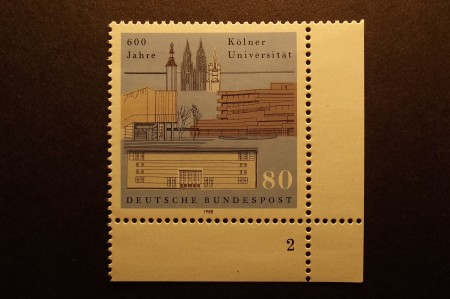 600 Kölner
Jahre Universität
80
DEUTSCHE BUNDESPOST
1988
2